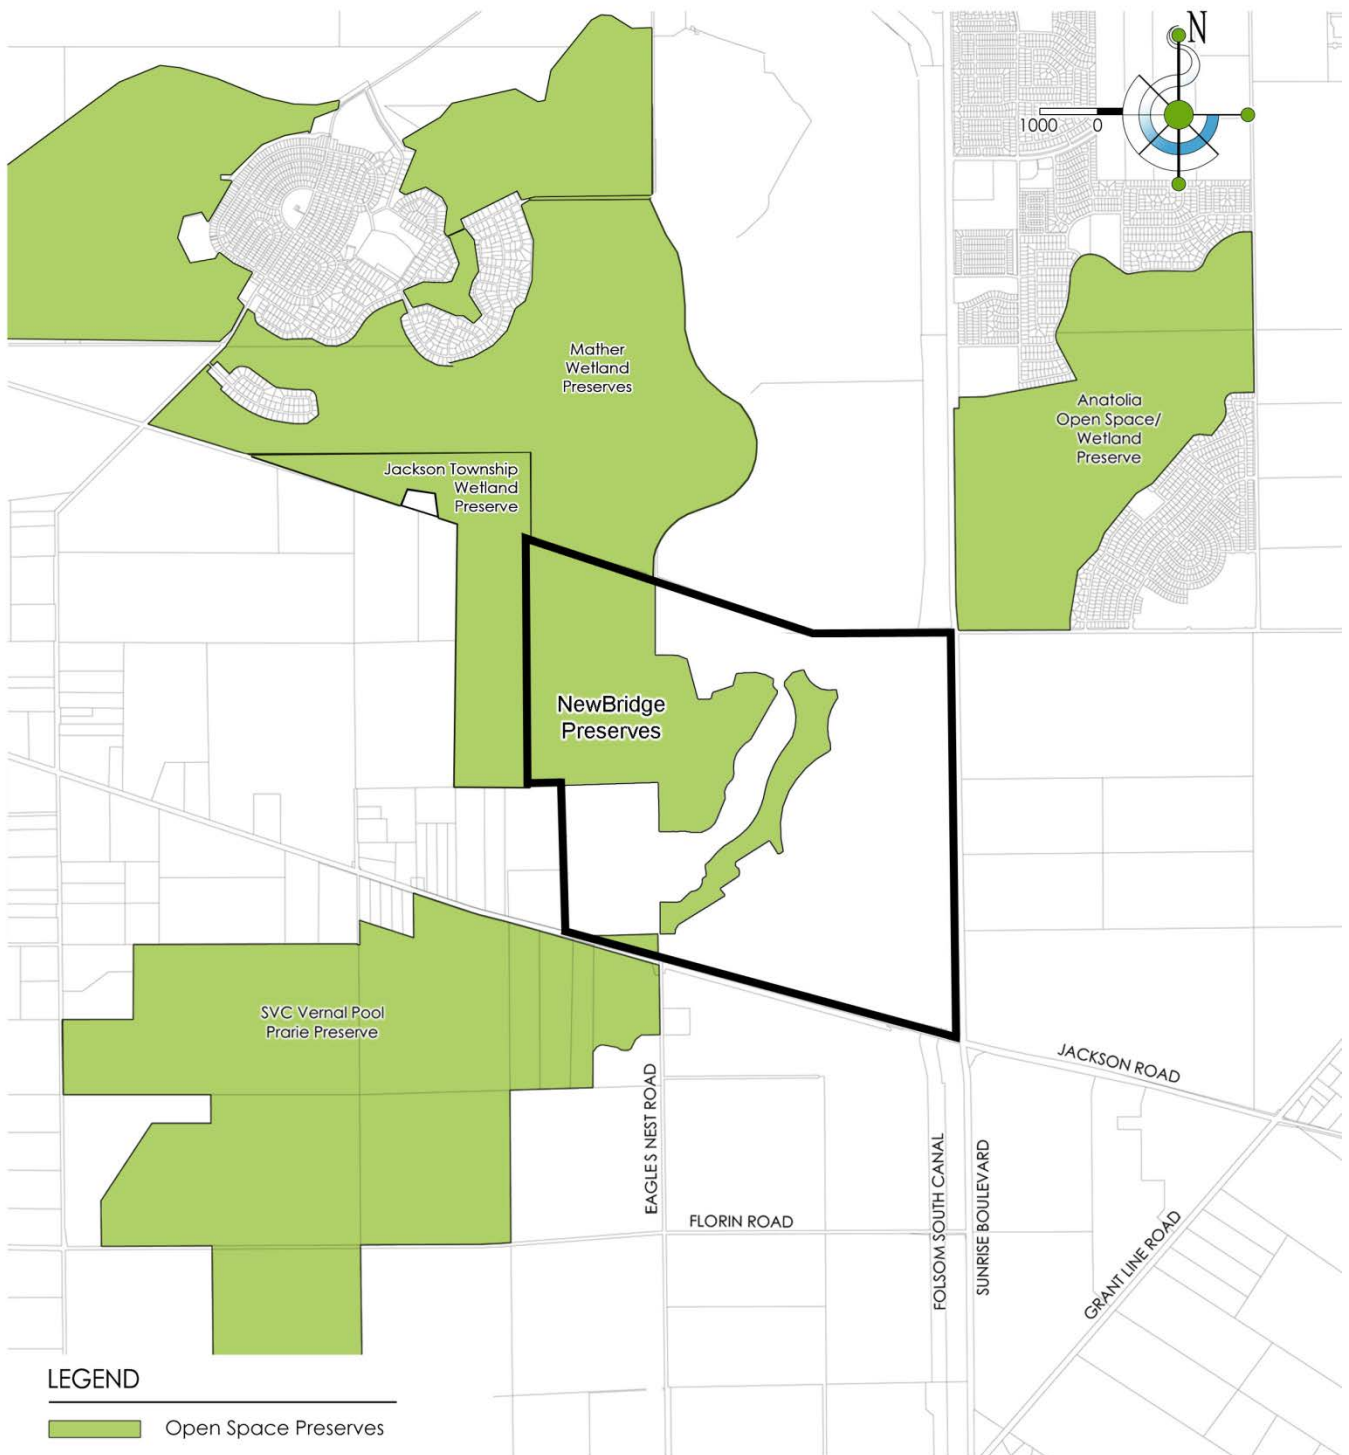 N
1000 0
Mather
Wetland
Preserves
Anatolia
Open Space/
Wetland
Preserve
Jackson Township
Wetland
Preserve
NewBridge
Preserves
SVC Vernal Pool
Prarie Preserve
JACKSON ROAD
EAGLES NEST ROAD
FOLSOM SOUTH CANAL
SUNRISE BOULEVARD
FLORIN ROAD
GRANT LINE ROAD
LEGEND
Open Space Preserves